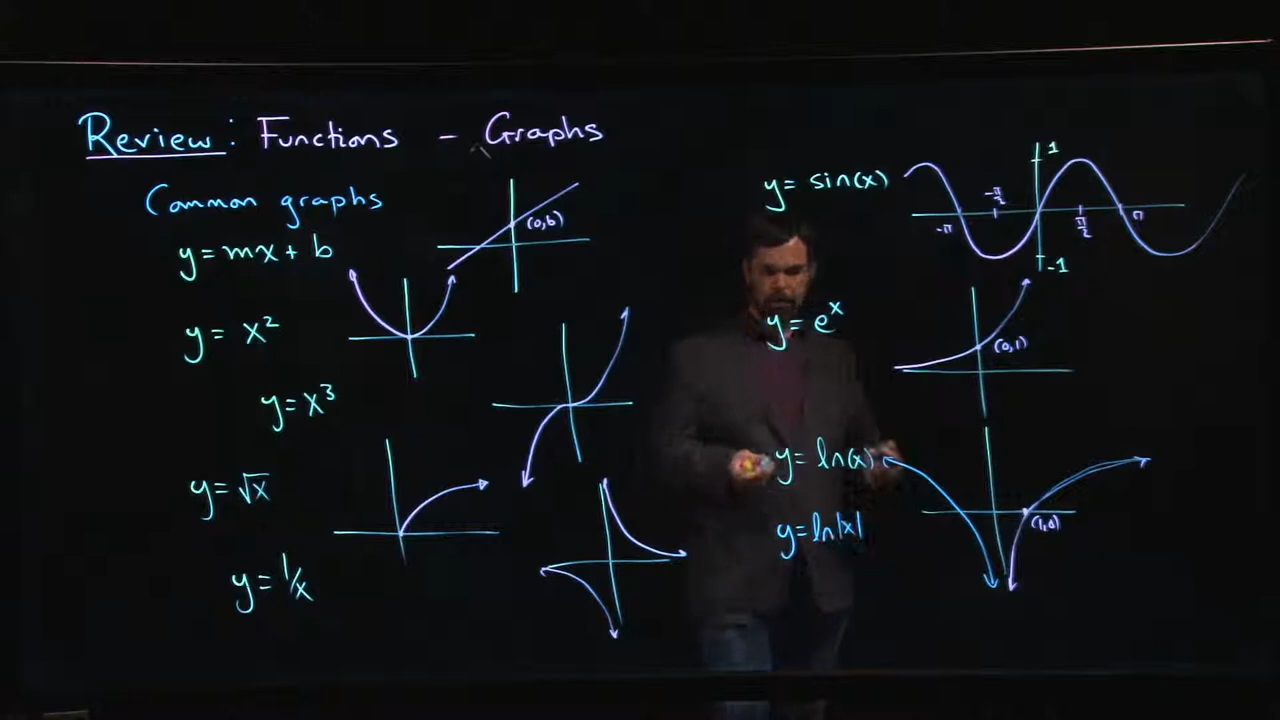 Review: Functions - Graphs
Common graphs
y = mx + b
(0,b)
y = x²
y = x³
y = √x
y = 1/x
y = sin(x)
1
-π
-π/2
π/2
π
-1
y = eˣ
(0,1)
y = ln(x)
y = ln|x|
(1,0)